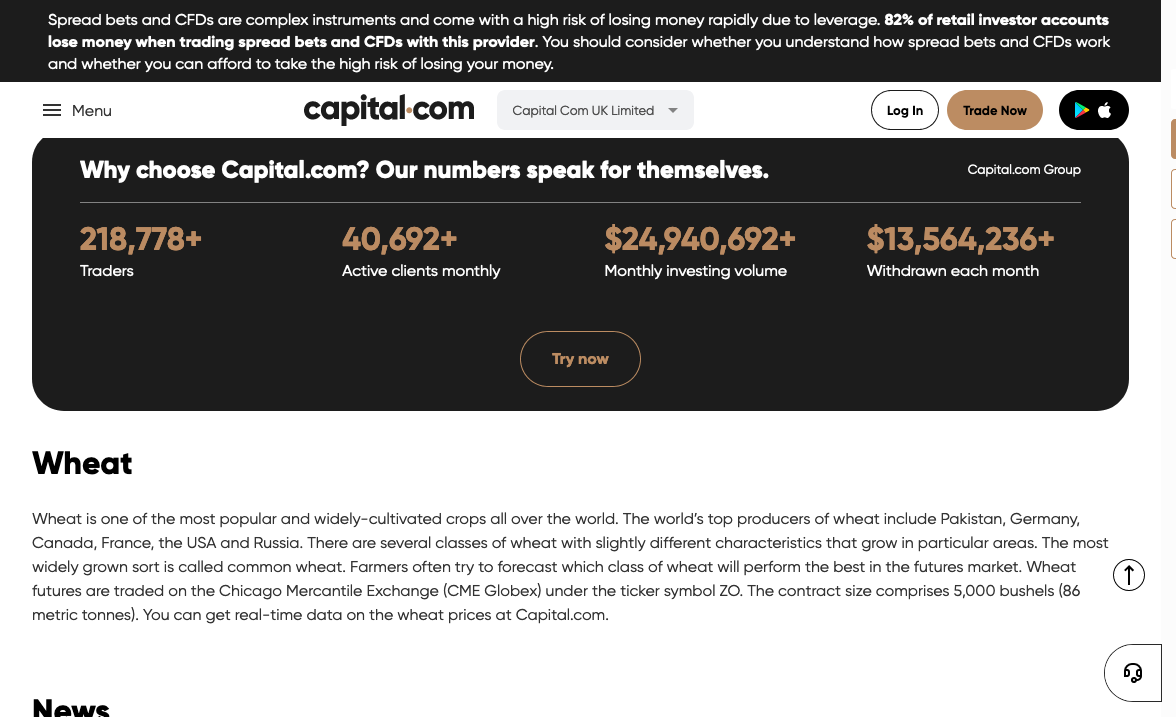 Spread bets and CFDs are complex instruments and come with a high risk of losing money rapidly due to leverage. 82% of retail investor accounts
lose money when trading spread bets and CFDs with this provider. You should consider whether you understand how spread bets and CFDs work
and whether you can afford to take the high risk of losing your money.
Menu
capital.com
Capital Com UK Limited
Log In
Trade Now
Why choose Capital.com? Our numbers speak for themselves.
Capital.com Group
218,778+
Traders
40,692+
Active clients monthly
$24,940,692+
Monthly investing volume
$13,564,236+
Withdrawn each month
Try now
Wheat
Wheat is one of the most popular and widely-cultivated crops all over the world. The world's top producers of wheat include Pakistan, Germany,
Canada, France, the USA and Russia. There are several classes of wheat with slightly different characteristics that grow in particular areas. The most
widely grown sort is called common wheat. Farmers often try to forecast which class of wheat will perform the best in the futures market. Wheat
futures are traded on the Chicago Mercantile Exchange (CME Globex) under the ticker symbol ZO. The contract size comprises 5,000 bushels (86
metric tonnes). You can get real-time data on the wheat prices at Capital.com.
News